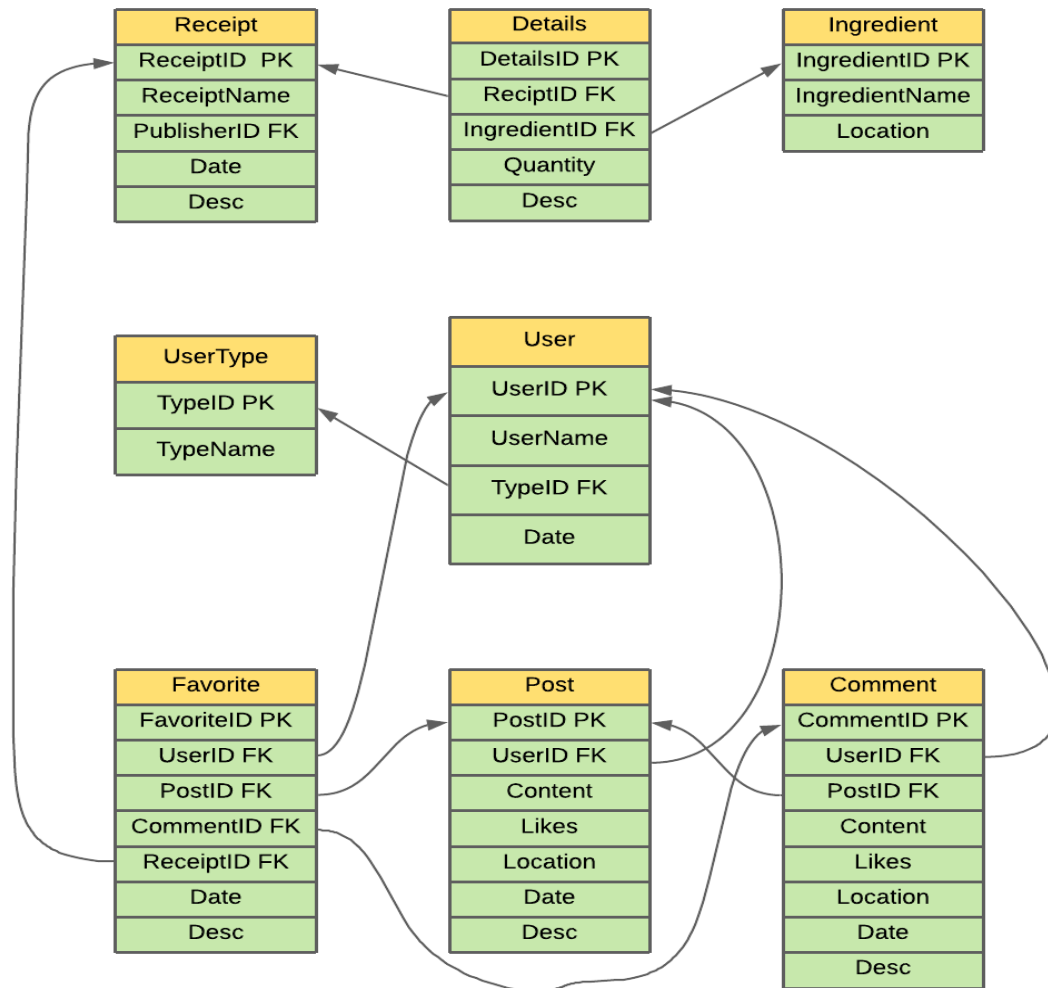 Receipt
ReceiptID  PK
ReceiptName
PublisherID FK
Date
Desc
Details
DetailsID PK
ReciptID FK
IngredientID FK
Quantity
Desc
Ingredient
IngredientID PK
IngredientName
Location
UserType
TypeID PK
TypeName
User
UserID PK
UserName
TypeID FK
Date
Favorite
FavoriteID PK
UserID FK
PostID FK
CommentID FK
ReceiptID FK
Date
Desc
Post
PostID PK
UserID FK
Content
Likes
Location
Date
Desc
Comment
CommentID PK
UserID FK
PostID FK
Content
Likes
Location
Date
Desc